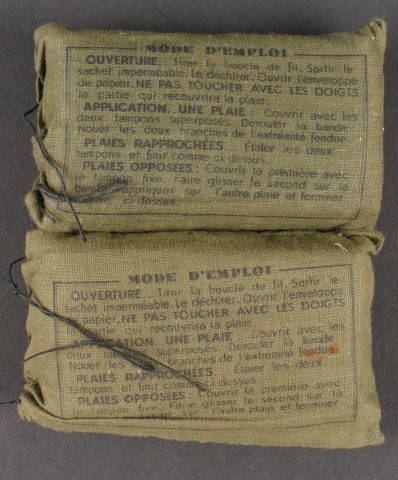 MODE D'EMPLOI
OUVERTURE... Tirer la boucle de fil. Sortir le
sachet imperméable. Le déchirer. Ouvrir l'enveloppe
de papier. NE PAS TOUCHER AVEC LES DOIGTS
la partie qui recouvrira la plaie.
APPLICATION. UNE PLAIE : Couvrir avec les
deux tampons superposés. Dérouler la bande
Nouer les deux branches de l'extrémité fendue
PLAIES RAPPROCHÉES. Étaler les deux
tampons et finir comme ci-dessus.
PLAIES OPPOSÉES : Couvrir la première avec
le tampon fixe. Faire glisser le second sur la
bande appliquer sur l'autre plaie et terminer
ci-dessus.
MODE D'EMPLOI
OUVERTURE... Tirer la boucle de fil. Sortir le
sachet imperméable. Le déchirer. Ouvrir l'enveloppe
papier. NE PAS TOUCHER AVEC LES DOIGTS
qui recouvrira la plaie.
APPLICATION. UNE PLAIE : Couvrir avec les
deux tampons superposés. Dérouler la bande
Nouer les branches de l'extrémité fendue
PLAIES RAPPROCHÉES. Étaler les deux
tampons et finir comme ci-dessus.
PLAIES OPPOSÉES : Couvrir la première avec
le tampon fixe. Faire glisser le second sur la
sur l'autre plaie et terminer